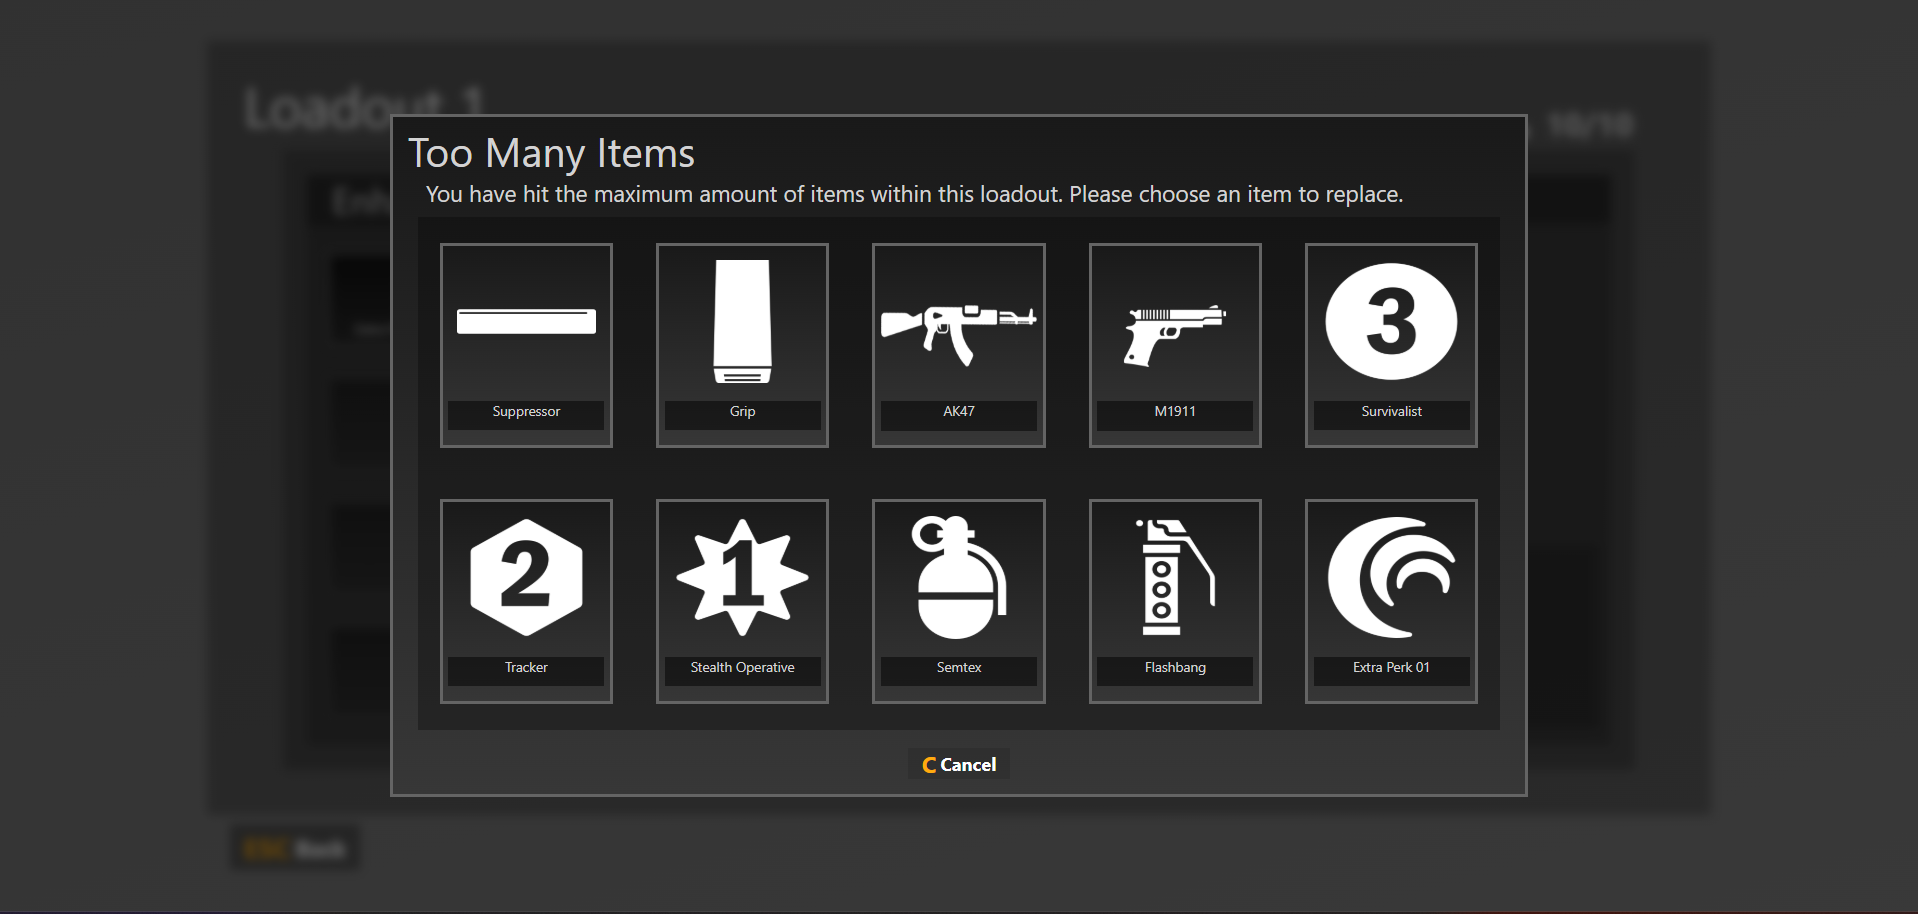 Loadout 1
10/10
Too Many Items
You have hit the maximum amount of items within this loadout. Please choose an item to replace.
3
Suppressor
Grip
AK47
M1911
Survivalist
2
1
Tracker
Stealth Operative
Semtex
Flashbang
Extra Perk 01
C Cancel
ESC Back